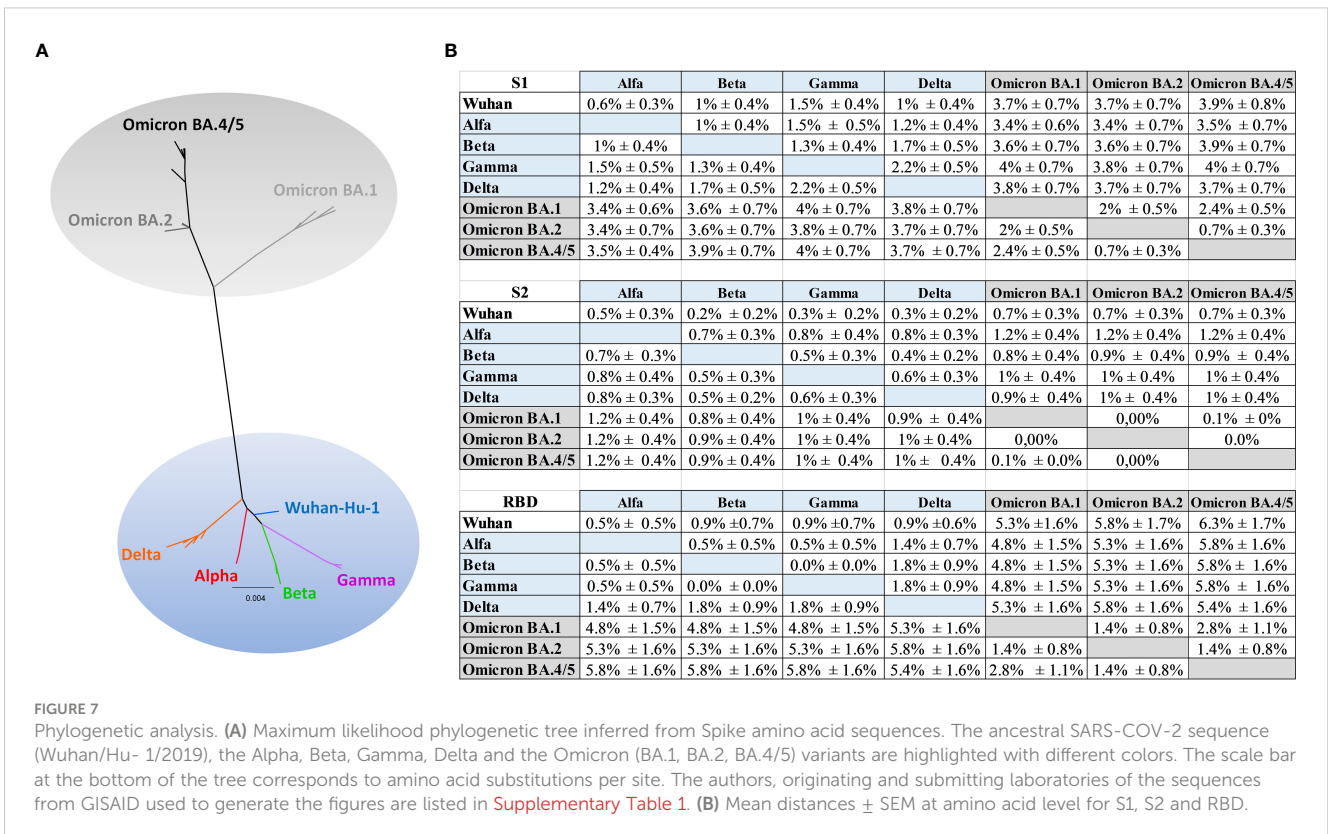 A
Omicron BA.4/5
Omicron BA.1
Omicron BA.2
Wuhan-Hu-1
Delta
Alpha
Gamma
Beta
0.004
B
S1 Alfa Beta Gamma Delta Omicron BA.1 Omicron BA.2 Omicron BA.4/5
Wuhan 0.6% ± 0.3% 1% ± 0.4% 1.5% ± 0.4% 1% ± 0.4% 3.7% ± 0.7% 3.7% ± 0.7% 3.9% ± 0.8%
Alfa 1% ± 0.4% 1.5% ± 0.5% 1.2% ± 0.4% 3.4% ± 0.6% 3.4% ± 0.7% 3.5% ± 0.7%
Beta 1% ± 0.4% 1.3% ± 0.4% 1.7% ± 0.5% 3.6% ± 0.7% 3.6% ± 0.7% 3.9% ± 0.7%
Gamma 1.5% ± 0.5% 1.3% ± 0.4% 2.2% ± 0.5% 4% ± 0.7% 3.8% ± 0.7% 4% ± 0.7%
Delta 1.2% ± 0.4% 1.7% ± 0.5% 2.2% ± 0.5% 3.8% ± 0.7% 3.7% ± 0.7% 3.7% ± 0.7%
Omicron BA.1 3.4% ± 0.6% 3.6% ± 0.7% 4% ± 0.7% 3.8% ± 0.7% 2% ± 0.5% 2.4% ± 0.5%
Omicron BA.2 3.4% ± 0.7% 3.6% ± 0.7% 3.8% ± 0.7% 3.7% ± 0.7% 2% ± 0.5% 0.7% ± 0.3%
Omicron BA.4/5 3.5% ± 0.4% 3.9% ± 0.7% 4% ± 0.7% 3.7% ± 0.7% 2.4% ± 0.5% 0.7% ± 0.3%
S2 Alfa Beta Gamma Delta Omicron BA.1 Omicron BA.2 Omicron BA.4/5
Wuhan 0.5% ± 0.3% 0.2% ± 0.2% 0.3% ± 0.2% 0.3% ± 0.2% 0.7% ± 0.3% 0.7% ± 0.3% 0.7% ± 0.3%
Alfa 0.7% ± 0.3% 0.8% ± 0.4% 0.8% ± 0.3% 1.2% ± 0.4% 1.2% ± 0.4% 1.2% ± 0.4%
Beta 0.7% ± 0.3% 0.5% ± 0.3% 0.4% ± 0.2% 0.8% ± 0.4% 0.9% ± 0.4% 0.9% ± 0.4%
Gamma 0.8% ± 0.4% 0.5% ± 0.3% 0.6% ± 0.3% 1% ± 0.4% 1% ± 0.4% 1% ± 0.4%
Delta 0.8% ± 0.3% 0.5% ± 0.2% 0.6% ± 0.3% 0.9% ± 0.4% 1% ± 0.4% 1% ± 0.4%
Omicron BA.1 1.2% ± 0.4% 0.8% ± 0.4% 1% ± 0.4% 0.9% ± 0.4% 0,00% 0.1% ± 0%
Omicron BA.2 1.2% ± 0.4% 0.9% ± 0.4% 1% ± 0.4% 1% ± 0.4% 0,00% 0.0%
Omicron BA.4/5 1.2% ± 0.4% 0.9% ± 0.4% 1% ± 0.4% 1% ± 0.4% 0.1% ± 0.0% 0,00%
RBD Alfa Beta Gamma Delta Omicron BA.1 Omicron BA.2 Omicron BA.4/5
Wuhan 0.5% ± 0.5% 0.9% ±0.7% 0.9% ±0.7% 0.9% ±0.6% 5.3% ±1.6% 5.8% ± 1.7% 6.3% ± 1.7%
Alfa 0.5% ± 0.5% 0.5% ± 0.5% 1.4% ± 0.7% 4.8% ± 1.5% 5.3% ± 1.6% 5.8% ± 1.6%
Beta 0.5% ± 0.5% 0.0% ± 0.0% 1.8% ± 0.9% 4.8% ± 1.5% 5.3% ± 1.6% 5.8% ± 1.6%
Gamma 0.5% ± 0.5% 0.0% ± 0.0% 1.8% ± 0.9% 4.8% ± 1.5% 5.3% ± 1.6% 5.8% ± 1.6%
Delta 1.4% ± 0.7% 1.8% ± 0.9% 1.8% ± 0.9% 5.3% ± 1.6% 5.8% ± 1.6% 5.4% ± 1.6%
Omicron BA.1 4.8% ± 1.5% 4.8% ± 1.5% 4.8% ± 1.5% 5.3% ± 1.6% 1.4% ± 0.8% 2.8% ± 1.1%
Omicron BA.2 5.3% ± 1.6% 5.3% ± 1.6% 5.3% ± 1.6% 5.8% ± 1.6% 1.4% ± 0.8% 1.4% ± 0.8%
Omicron BA.4/5 5.8% ± 1.6% 5.8% ± 1.6% 5.8% ± 1.6% 5.4% ± 1.6% 2.8% ± 1.1% 1.4% ± 0.8%
FIGURE 7
Phylogenetic analysis. (A) Maximum likelihood phylogenetic tree inferred from Spike amino acid sequences. The ancestral SARS-COV-2 sequence
(Wuhan/Hu- 1/2019), the Alpha, Beta, Gamma, Delta and the Omicron (BA.1, BA.2, BA.4/5) variants are highlighted with different colors. The scale bar
at the bottom of the tree corresponds to amino acid substitutions per site. The authors, originating and submitting laboratories of the sequences
from GISAID used to generate the figures are listed in Supplementary Table 1. (B) Mean distances ± SEM at amino acid level for S1, S2 and RBD.